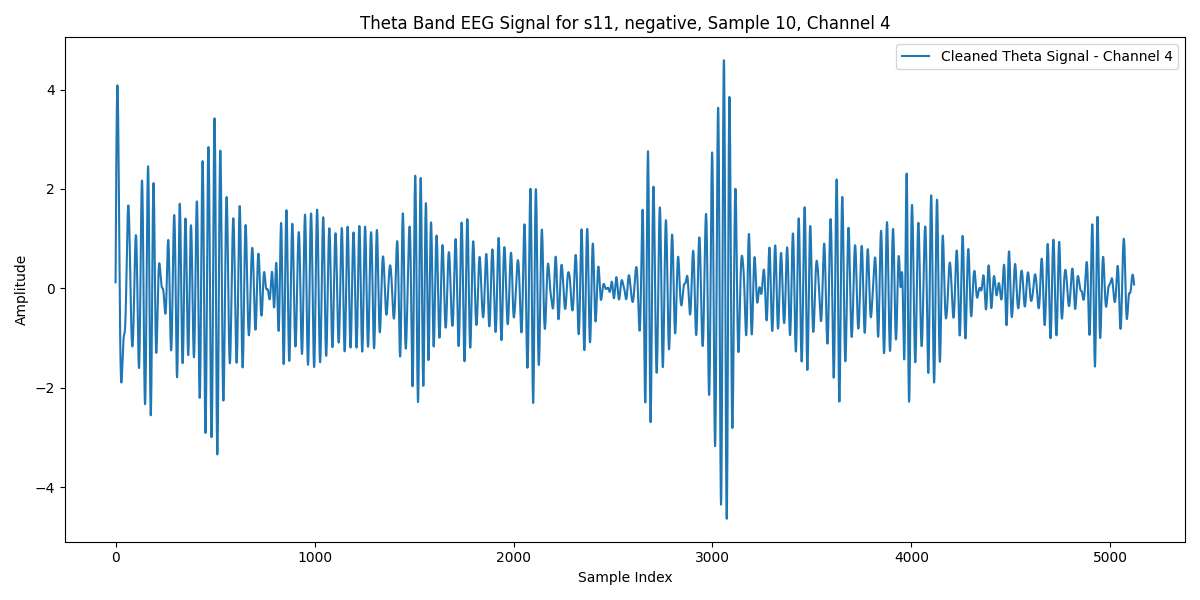 Theta Band EEG Signal for s11, negative, Sample 10, Channel 4
Cleaned Theta Signal - Channel 4
Amplitude
4
2
0
−2
−4
0 1000 2000 3000 4000 5000
Sample Index